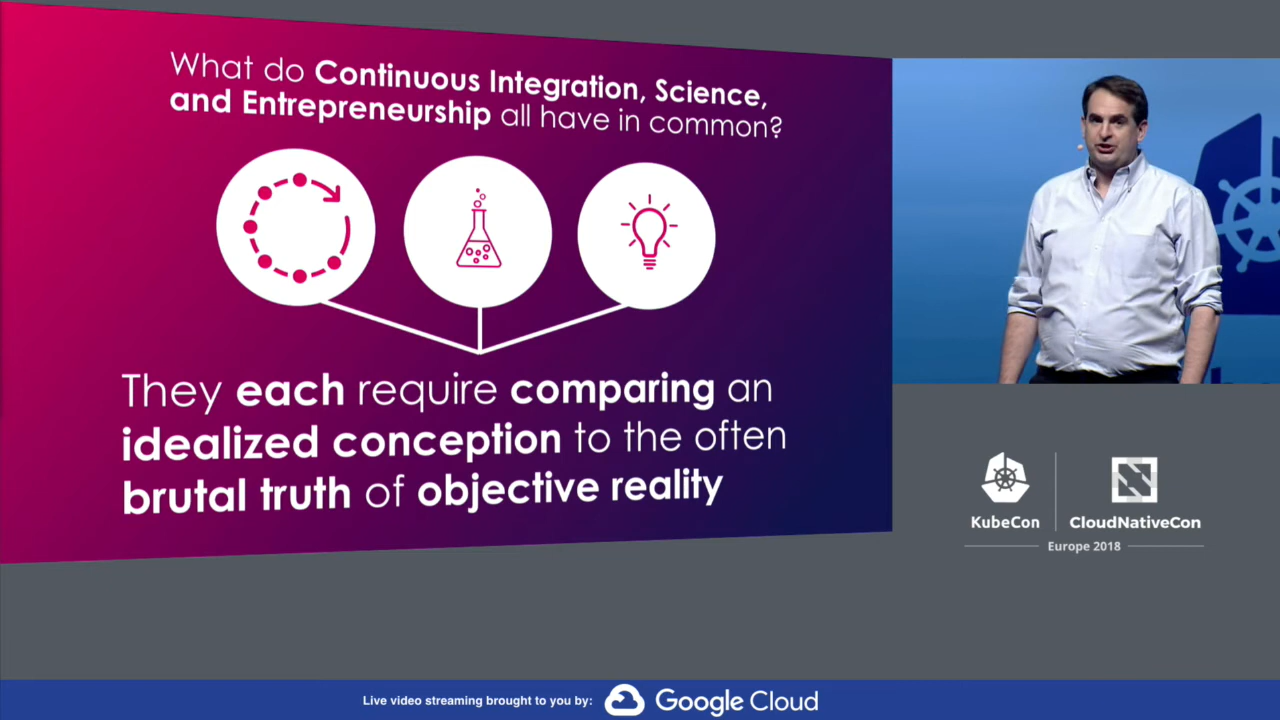 What do Continuous Integration, Science,
and Entrepreneurship all have in common?
They each require comparing an
idealized conception to the often
brutal truth of objective reality
KubeCon
CloudNativeCon
Europe 2018
Live video streaming brought to you by:
Google Cloud